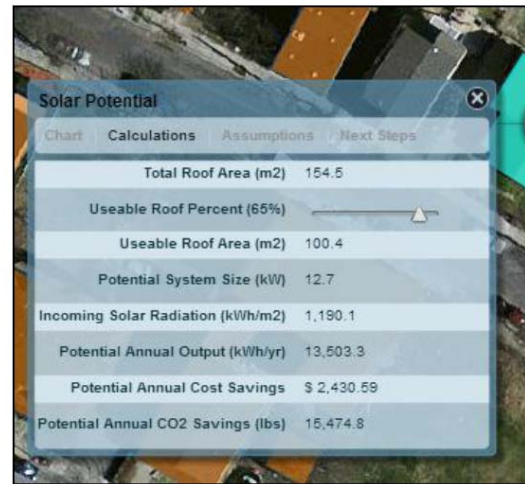 Solar Potential
Chart Calculations Assumptions Next Steps
Total Roof Area (m2) 154.5
Useable Roof Percent (65%)
Useable Roof Area (m2) 100.4
Potential System Size (kW) 12.7
Incoming Solar Radiation (kWh/m2) 1,190.1
Potential Annual Output (kWh/yr) 13,503.3
Potential Annual Cost Savings $ 2,430.59
Potential Annual CO2 Savings (lbs) 15,474.8